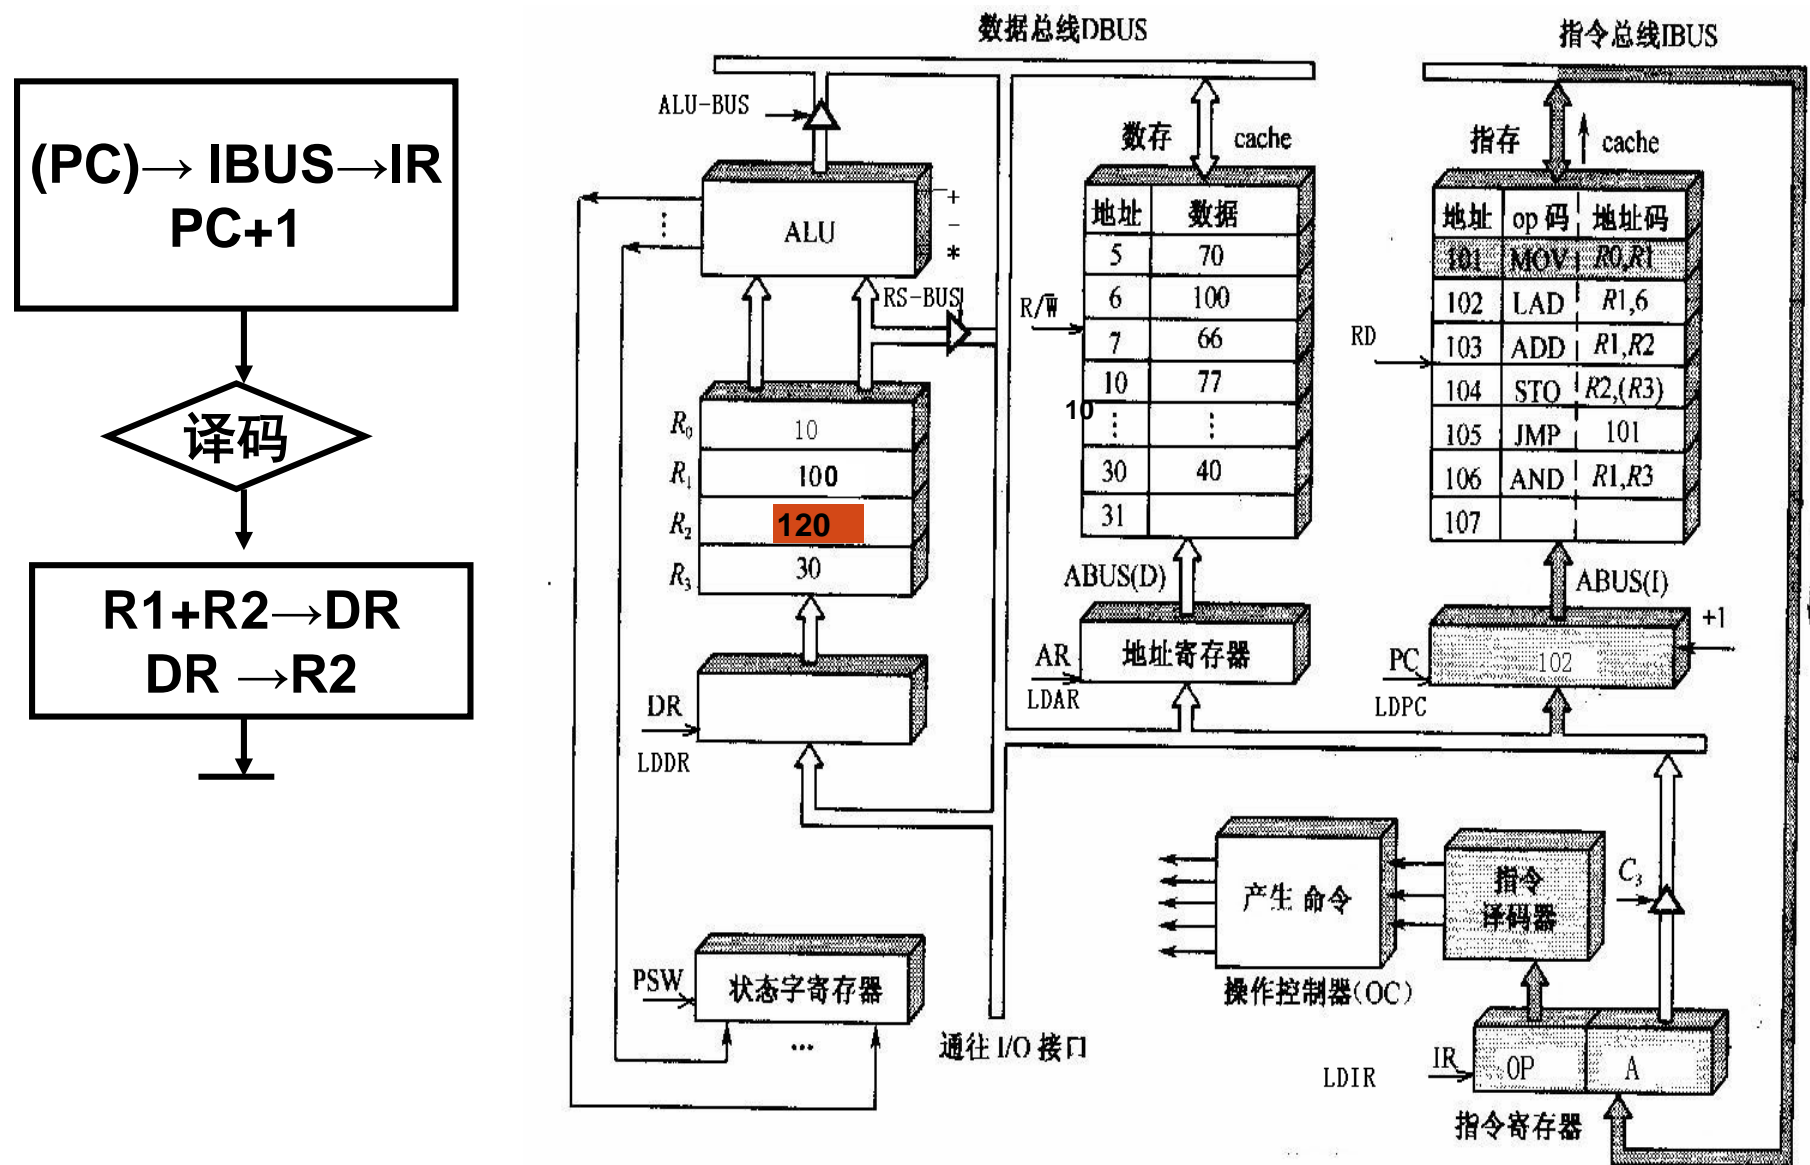 (PC)→ IBUS→IR
PC+1
译码
R1+R2→DR
DR →R2
数据总线DBUS
指令总线IBUS
ALU-BUS
数存
cache
指存
cache
ALU
+
-
*
⋮
RS-BUS
R/W̅
RD
地址 数据
5 70
6 100
7 66
10 77
10
⋮ ⋮
30 40
31
地址 op 码 地址码
101 MOV R0,R1
102 LAD R1,6
103 ADD R1,R2
104 STO R2,(R3)
105 JMP 101
106 AND R1,R3
107
R₀ 10
R₁ 100
R₂ 120
R₃ 30
ABUS(D)
ABUS(I)
AR
地址寄存器
LDAR
PC
102
+1
LDPC
DR
LDDR
产生 命令
指令
译码器
C₃
操作控制器(OC)
PSW
状态字寄存器
...
通往 I/O 接口
IR
OP A
LDIR
指令寄存器